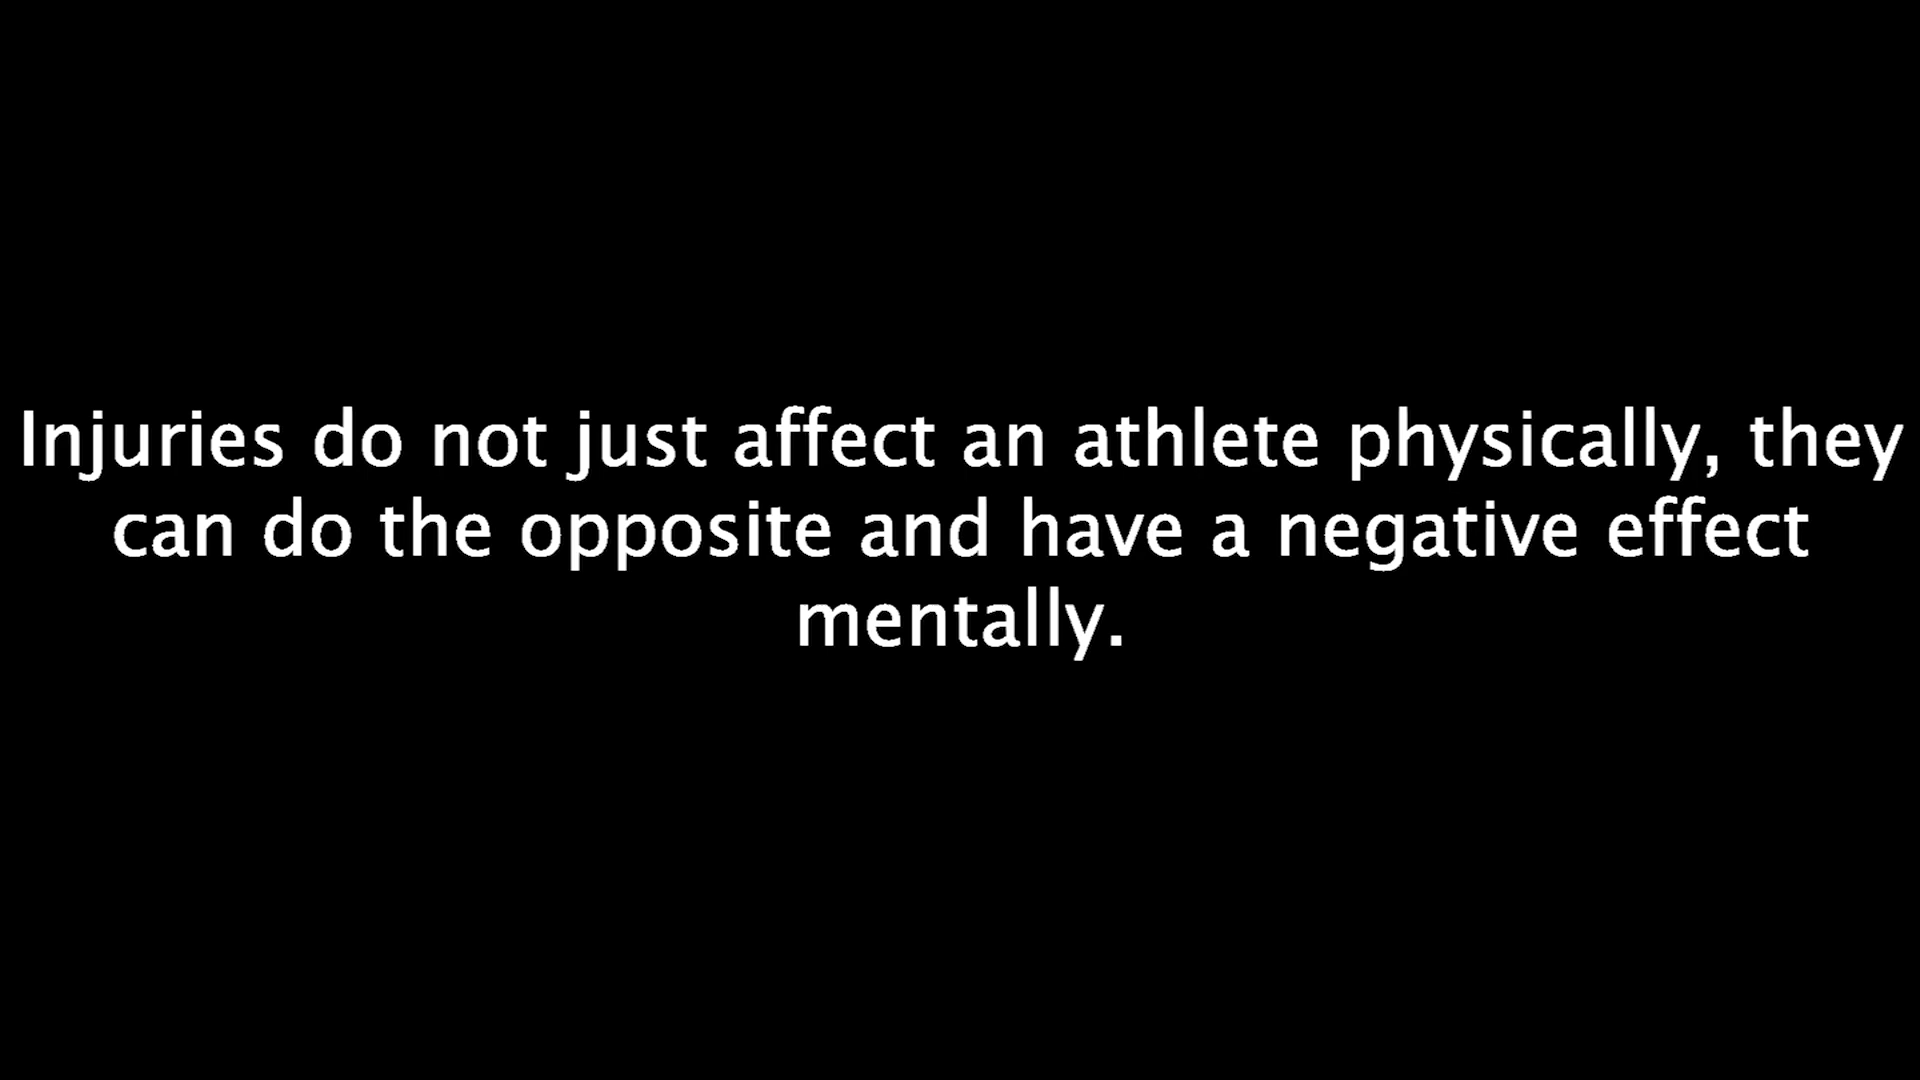 Injuries do not just affect an athlete physically, they
can do the opposite and have a negative effect
mentally.